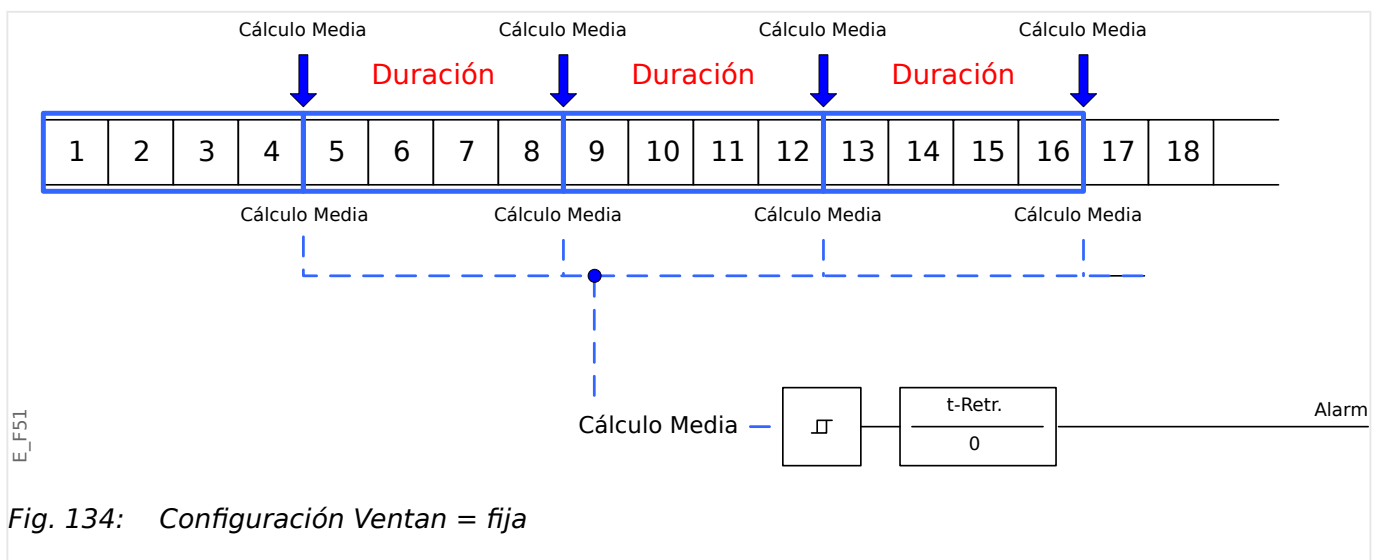 Cálculo Media Cálculo Media Cálculo Media Cálculo Media
Duración Duración Duración
1 2 3 4 5 6 7 8 9 10 11 12 13 14 15 16 17 18
Cálculo Media Cálculo Media Cálculo Media Cálculo Media
t-Retr.
Alarm
Cálculo Media
0
E_F51
Fig. 134: Configuración Ventan = fija